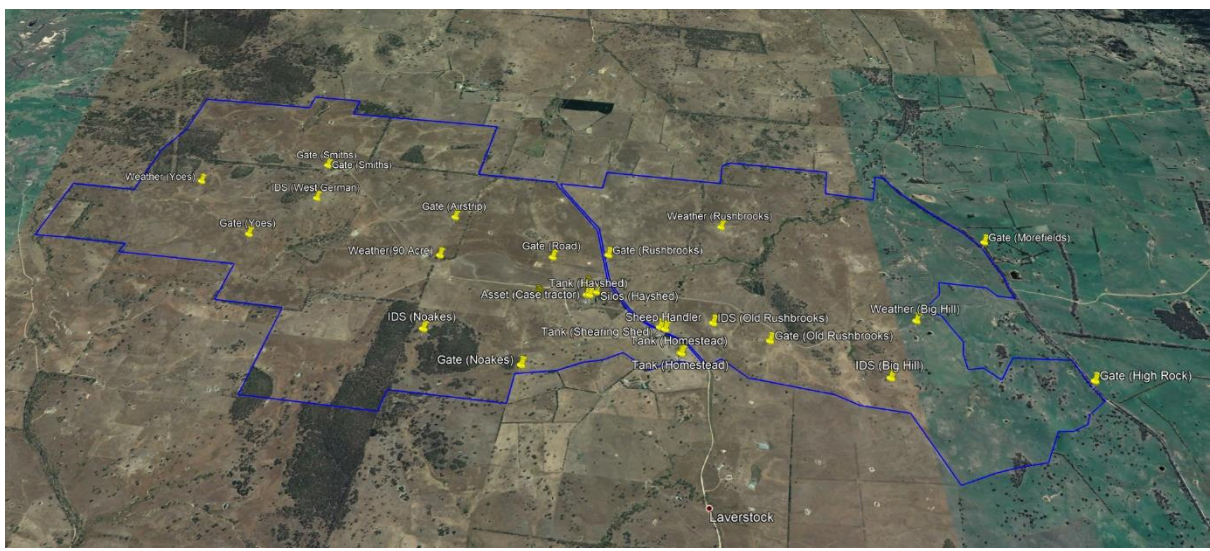 Gate (Smiths)
Gate (Smiths)
Weather (Yoes)
IDS (West German)
Gate (Airstrip)
Weather (Rushbrooks)
Gate (Yoes)
Gate (Morefields)
Weather(90 Acre)
Gate (Road)
Gate (Rushbrooks)
Tank (Hayshed)
Asset (Case tractor)
Silos (Hayshed)
Weather (Big Hill)
IDS (Noakes)
Sheep Handler
IDS (Old Rushbrooks)
Tank (Shearing Shed)
Gate (Old Rushbrooks)
Tank (Homestead)
Gate (Noakes)
Tank (Homestead)
IDS (Big Hill)
Gate (High Rock)
Laverstock